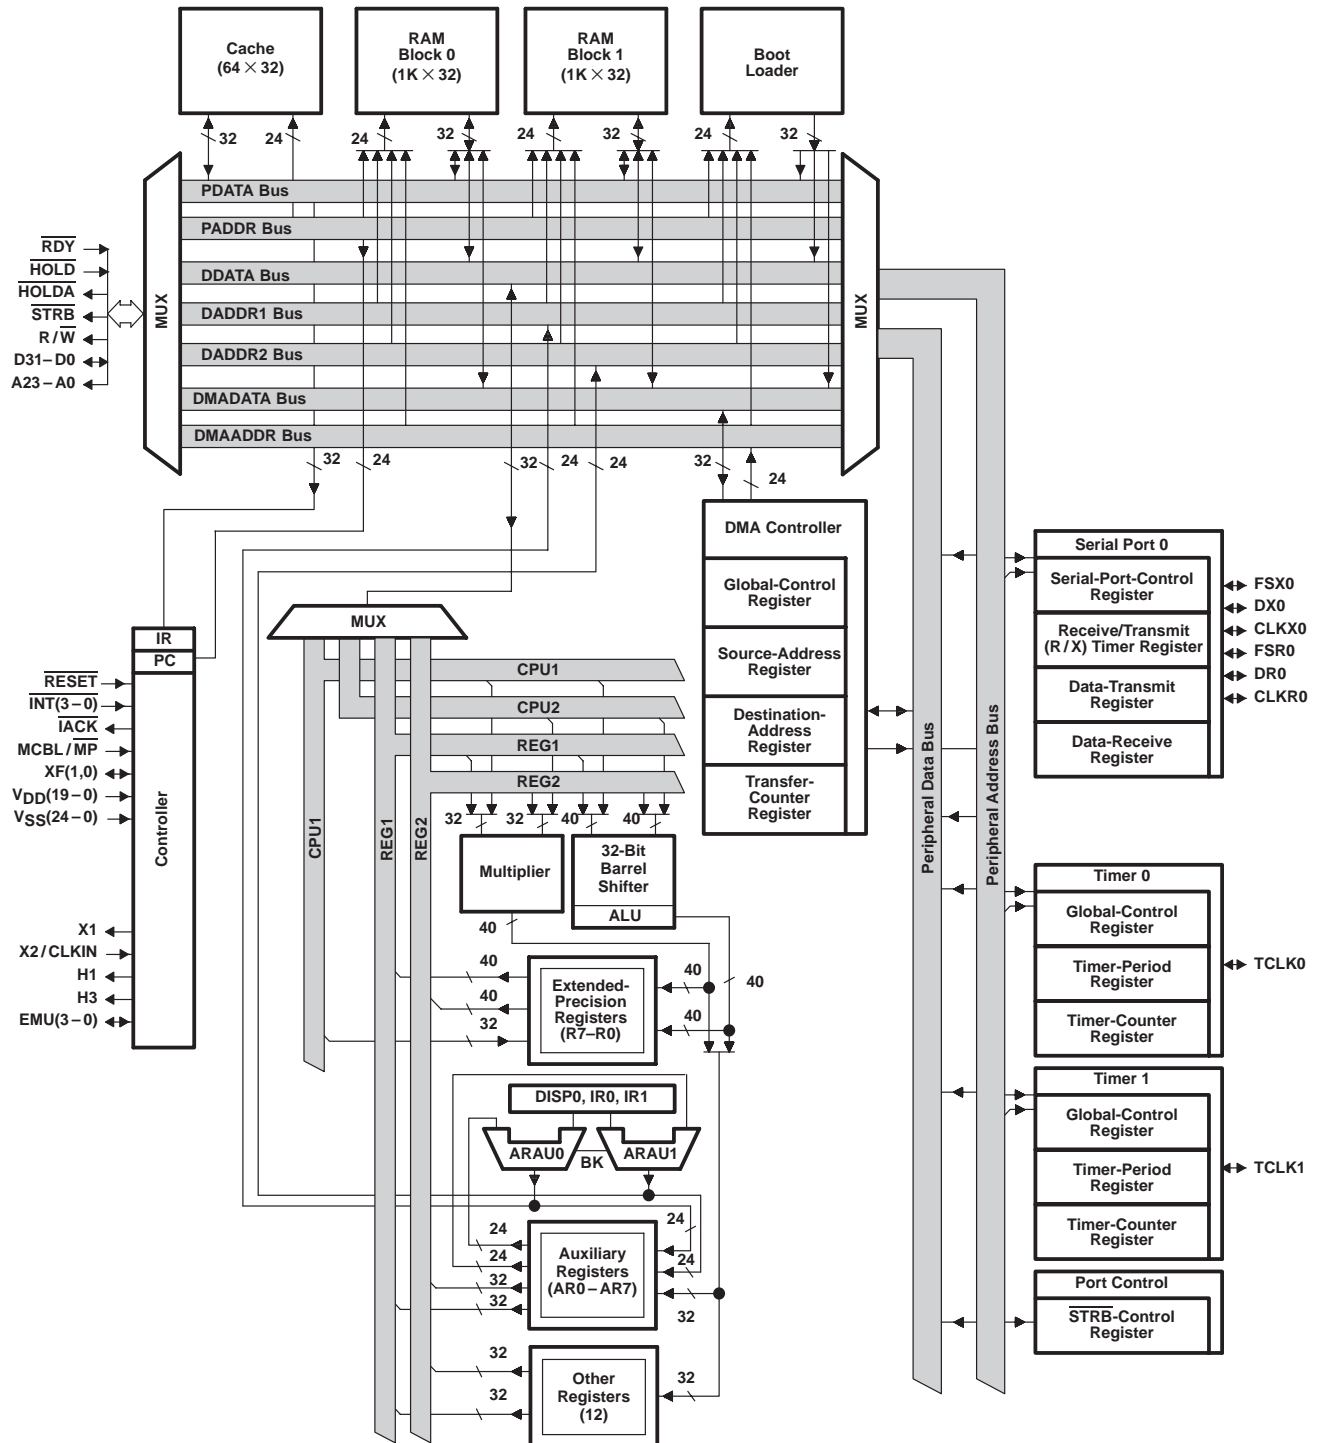 Cache
(64 × 32)
RAM
Block 0
(1K × 32)
RAM
Block 1
(1K × 32)
Boot
Loader
32
24
24
32
24
32
24
32
PDATA Bus
PADDR Bus
DDATA Bus
DADDR1 Bus
DADDR2 Bus
DMADATA Bus
DMAADDR Bus
MUX
MUX
RDY
HOLD
HOLDA
STRB
R/W
D31–D0
A23–A0
32
24
32
24
24
32
24
DMA Controller
Global-Control
Register
Source-Address
Register
Destination-
Address
Register
Transfer-
Counter
Register
Peripheral Data Bus
Peripheral Address Bus
Serial Port 0
Serial-Port-Control
Register
Receive/Transmit
(R/X) Timer Register
Data-Transmit
Register
Data-Receive
Register
FSX0
DX0
CLKX0
FSR0
DR0
CLKR0
IR
PC
Controller
RESET
INT(3–0)
IACK
MCBL/MP
XF(1,0)
VDD(19–0)
VSS(24–0)
X1
X2/CLKIN
H1
H3
EMU(3–0)
MUX
CPU1
CPU2
REG1
REG2
CPU1
REG1
REG2
32
32
40
40
Multiplier
32-Bit
Barrel
Shifter
ALU
40
40
40
32
Extended-
Precision
Registers
(R7–R0)
40
40
40
DISP0, IR0, IR1
ARAU0
BK
ARAU1
24
24
32
32
Auxiliary
Registers
(AR0–AR7)
24
24
32
32
32
Other
Registers
(12)
32
Timer 0
Global-Control
Register
Timer-Period
Register
Timer-Counter
Register
TCLK0
Timer 1
Global-Control
Register
Timer-Period
Register
Timer-Counter
Register
TCLK1
Port Control
STRB-Control
Register